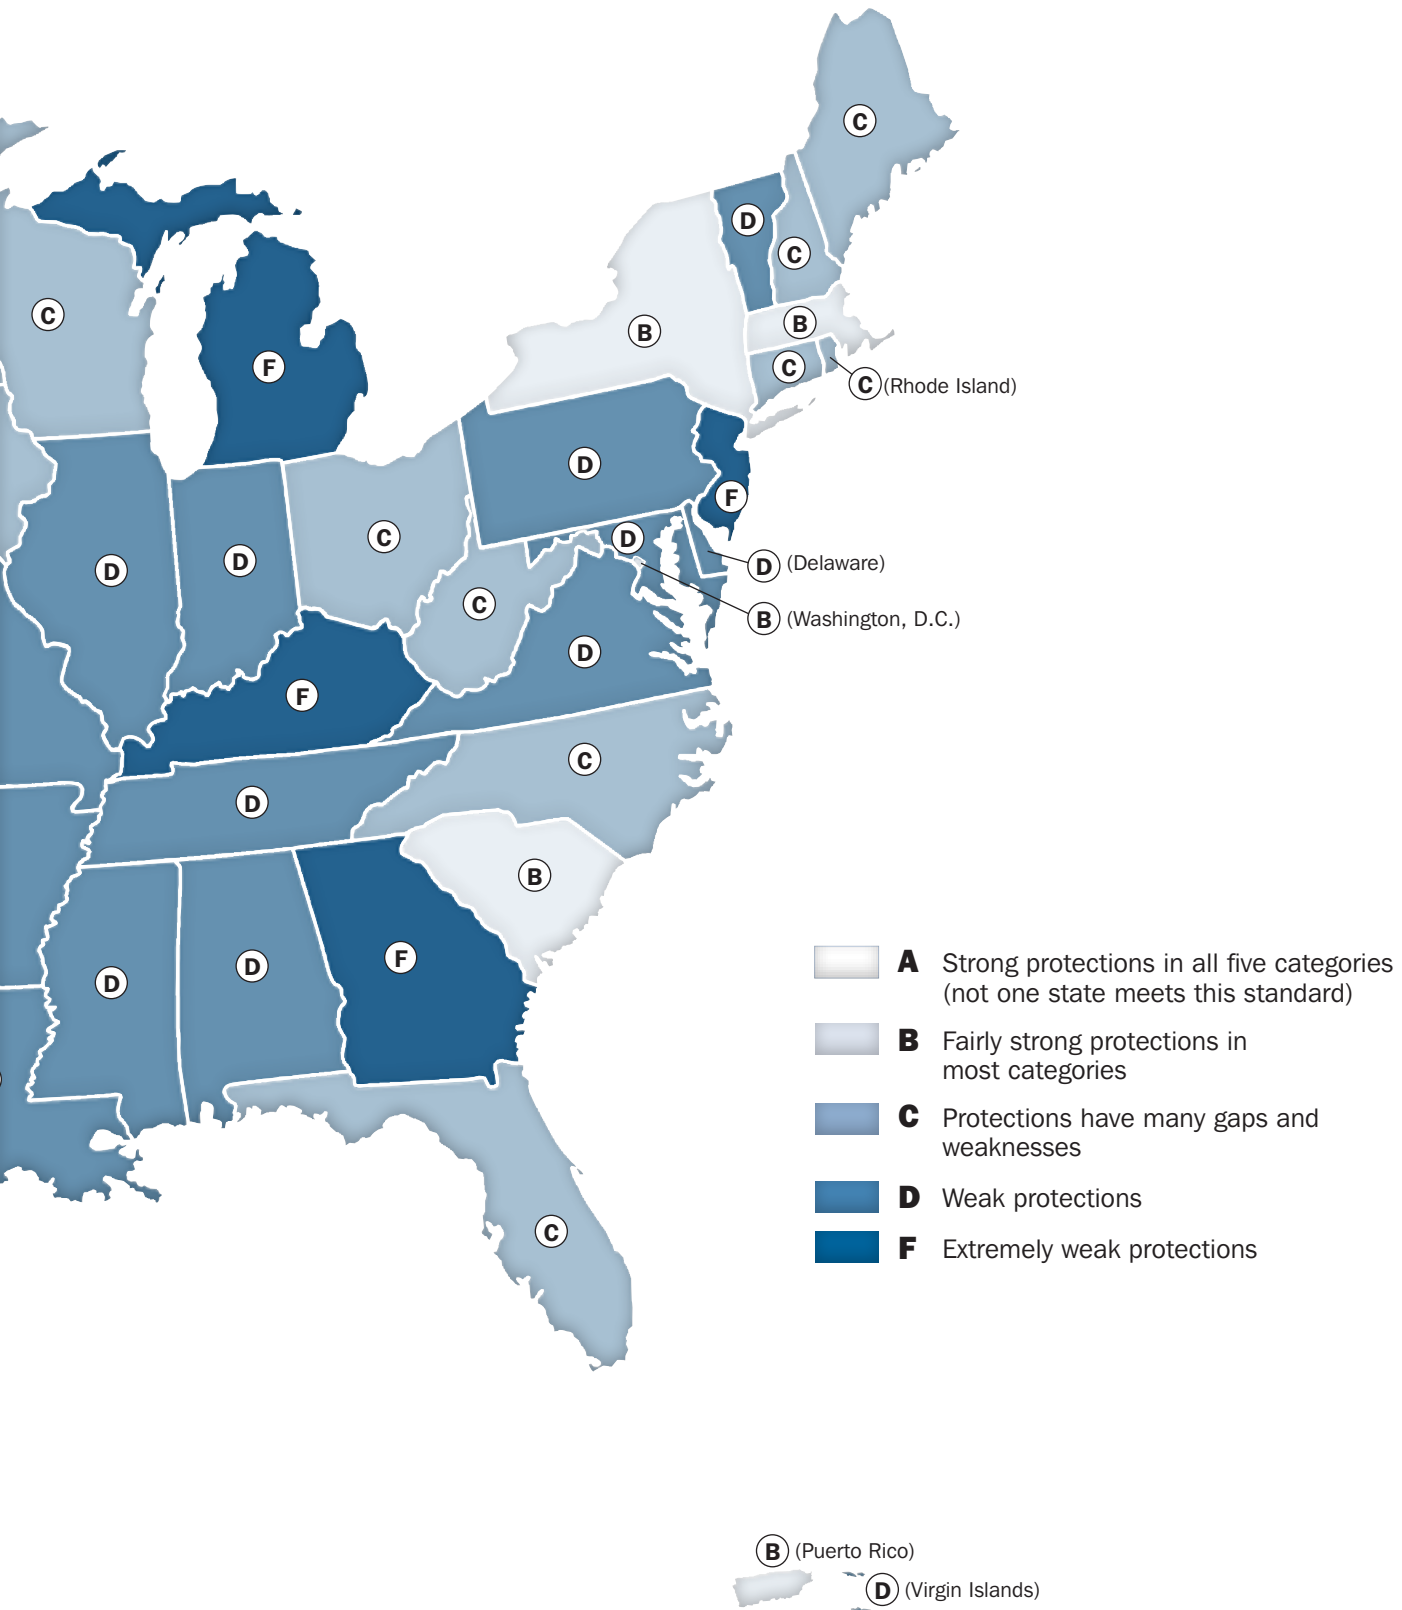 C
D
C
C
B
B
F
C
C (Rhode Island)
D
F
C
D
D
D
D (Delaware)
C
B (Washington, D.C.)
D
F
C
D
B
F
D
D
C
A Strong protections in all five categories
(not one state meets this standard)
B Fairly strong protections in
most categories
C Protections have many gaps and
weaknesses
D Weak protections
F Extremely weak protections
B (Puerto Rico)
D (Virgin Islands)